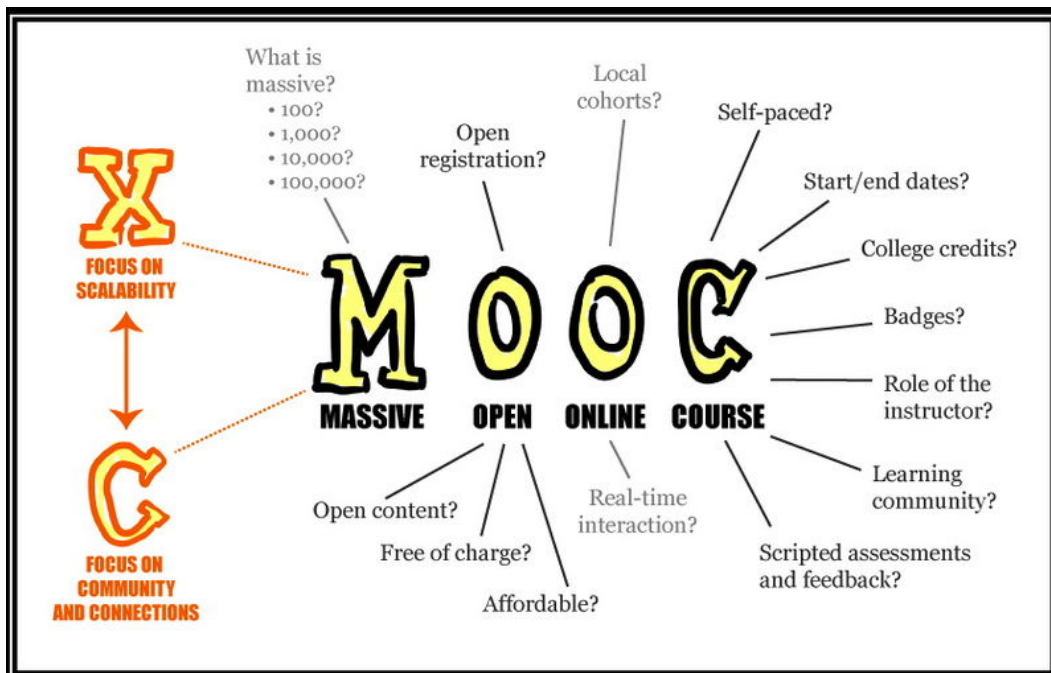 What is
massive?
• 100?
• 1,000?
• 10,000?
• 100,000?
Open
registration?
Local
cohorts?
Self-paced?
Start/end dates?
College credits?
Badges?
Role of the
instructor?
Learning
community?
Scripted assessments
and feedback?
X
FOCUS ON
SCALABILITY
C
FOCUS ON
COMMUNITY
AND CONNECTIONS
MOOC
MASSIVE OPEN ONLINE COURSE
Open content?
Free of charge?
Affordable?
Real-time
interaction?